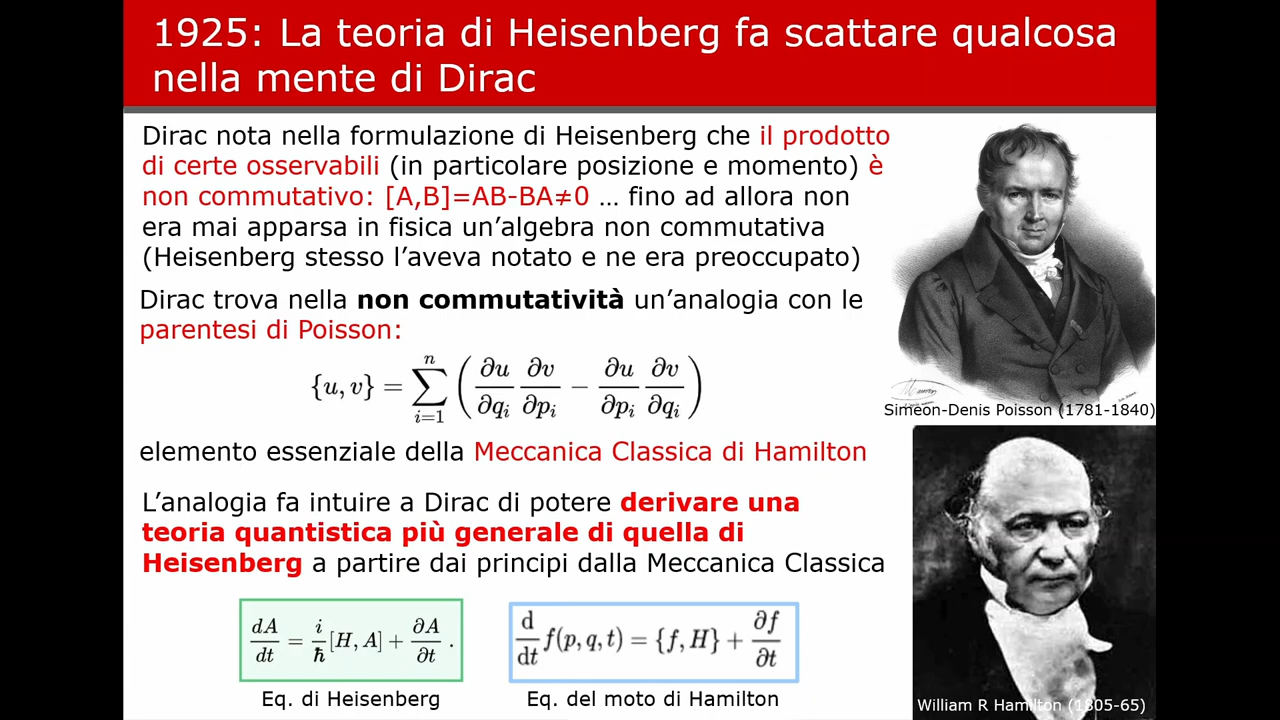 1925: La teoria di Heisenberg fa scattare qualcosa
nella mente di Dirac
Dirac nota nella formulazione di Heisenberg che il prodotto
di certe osservabili (in particolare posizione e momento) è
non commutativo: [A,B]=AB-BA≠0 … fino ad allora non
era mai apparsa in fisica un’algebra non commutativa
(Heisenberg stesso l’aveva notato e ne era preoccupato)
Dirac trova nella non commutatività un’analogia con le
parentesi di Poisson:
{u, v} = ∑_{i=1}^{n} ( ∂u/∂q_i ∂v/∂p_i − ∂u/∂p_i ∂v/∂q_i )
elemento essenziale della Meccanica Classica di Hamilton
L’analogia fa intuire a Dirac di potere derivare una
teoria quantistica più generale di quella di
Heisenberg a partire dai principi dalla Meccanica Classica
dA/dt = i/ħ [H, A] + ∂A/∂t .
Eq. di Heisenberg
d/dt f(p, q, t) = {f, H} + ∂f/∂t
Eq. del moto di Hamilton
Simeon-Denis Poisson (1781-1840)
William R Hamilton (1805-65)